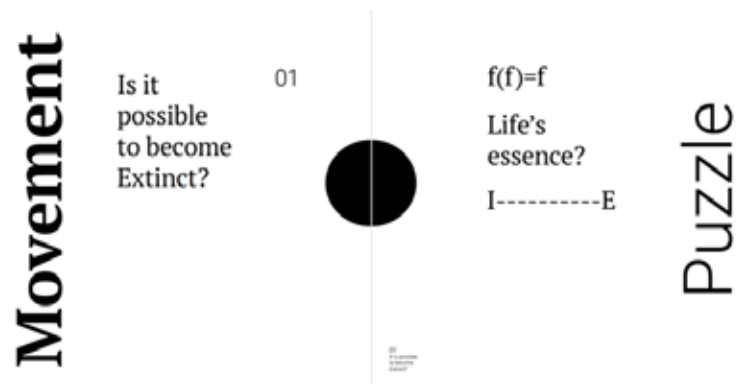 Movement
Is it
possible
to become
Extinct?
01
f(f)=f
Life's
essence?
I----------E
Puzzle